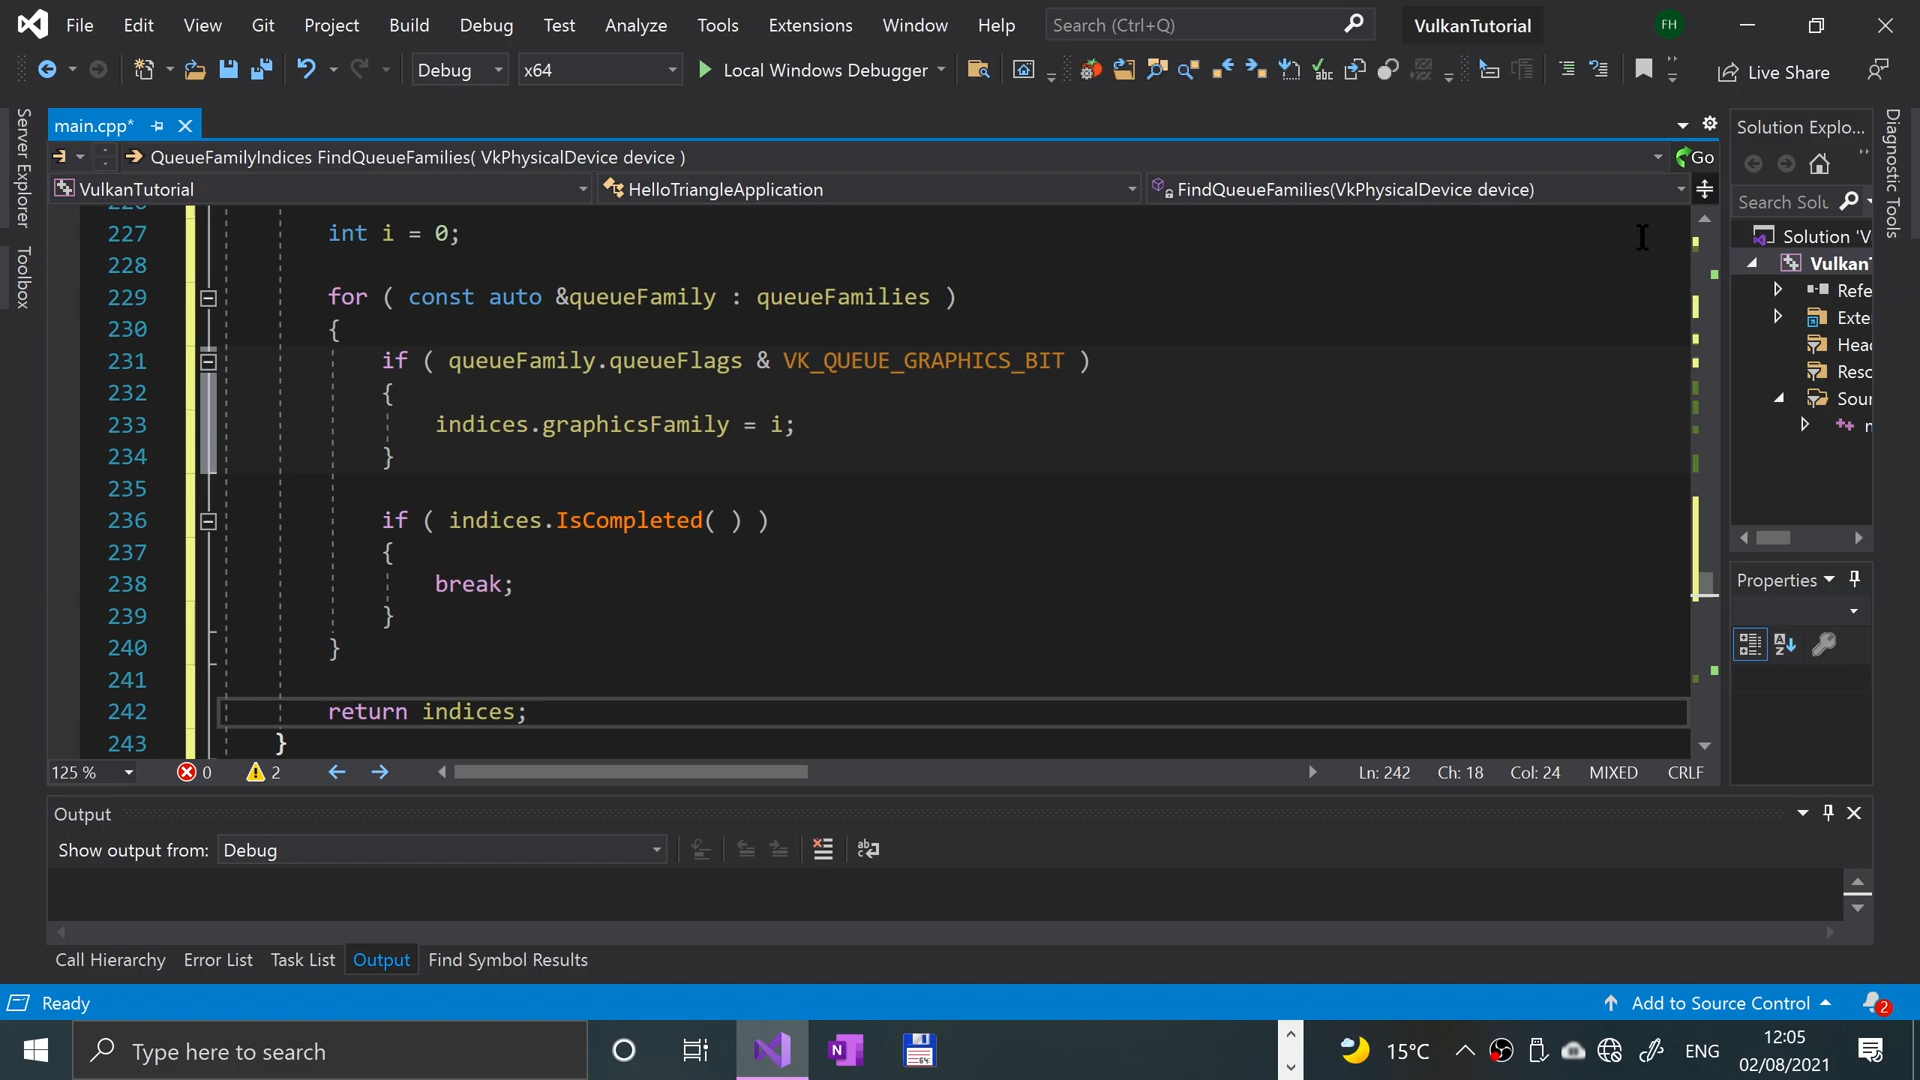 File Edit View Git Project Build Debug Test Analyze Tools Extensions Window Help Search (Ctrl+Q) VulkanTutorial FH
Debug x64 Local Windows Debugger Live Share
main.cpp*
Solution Explo...
QueueFamilyIndices FindQueueFamilies( VkPhysicalDevice device ) Go
VulkanTutorial HelloTriangleApplication FindQueueFamilies(VkPhysicalDevice device)
Server Explorer
Toolbox
Diagnostic Tools
Search Solu
Solution 'V
VulkanT
Refe
Exte
Head
Reso
Sour
227 int i = 0;
228
229 for ( const auto &queueFamily : queueFamilies )
230 {
231 if ( queueFamily.queueFlags & VK_QUEUE_GRAPHICS_BIT )
232 {
233 indices.graphicsFamily = i;
234 }
235
236 if ( indices.IsCompleted( ) )
237 {
238 break;
239 }
240 }
241
242 return indices;
243 }
Properties
125 % 0 2 Ln: 242 Ch: 18 Col: 24 MIXED CRLF
Output
Show output from: Debug
Call Hierarchy Error List Task List Output Find Symbol Results
Ready Add to Source Control 2
Type here to search 15°C ENG 12:05
02/08/2021